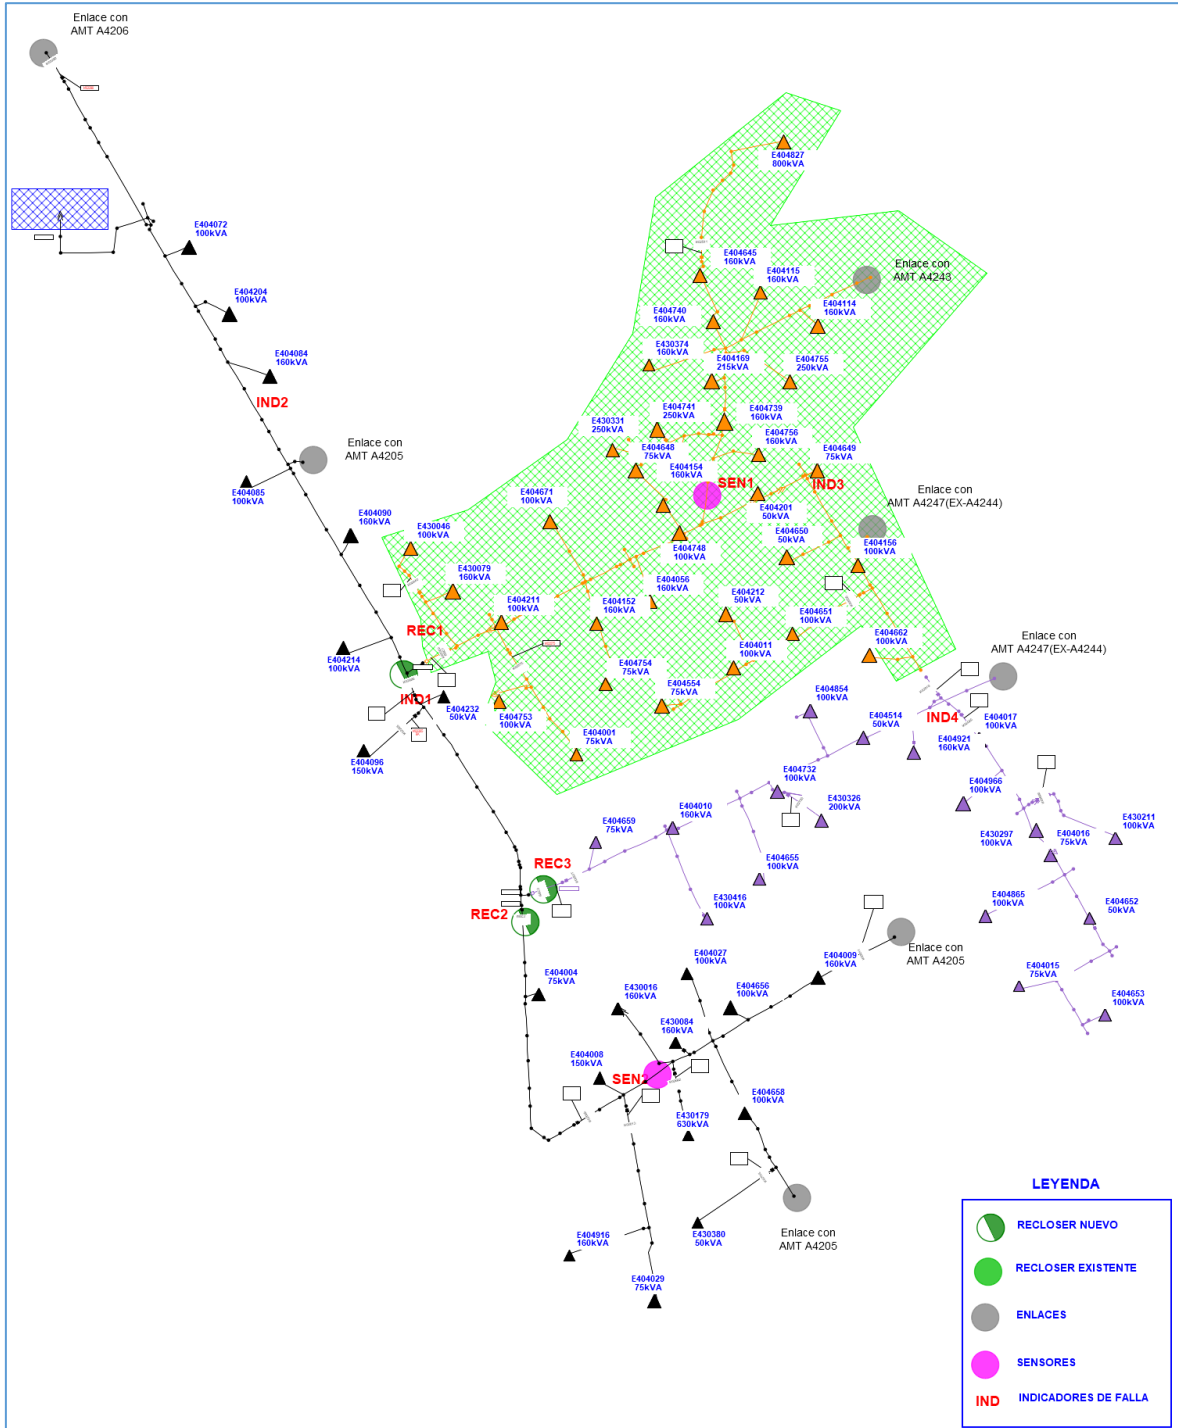 Enlace con
AMT A4206
E404072
100kVA
E404204
100kVA
E404084
160kVA
IND2
Enlace con
AMT A4205
E404085
100kVA
E404090
160kVA
E404827
800kVA
E404645
160kVA
E404115
160kVA
Enlace con
AMT A4243
E404114
160kVA
E404740
160kVA
E430374
160kVA
E404169
215kVA
E404755
250kVA
E404741
250kVA
E404739
160kVA
E430331
250kVA
E404756
160kVA
E404648
75kVA
E404649
75kVA
E404154
160kVA
SEN1
IND3
E404671
100kVA
E404201
50kVA
Enlace con
AMT A4247(EX-A4244)
E430046
100kVA
E404650
50kVA
E404748
100kVA
E404156
100kVA
E430079
160kVA
E404056
160kVA
E404211
100kVA
E404152
160kVA
E404212
50kVA
E404651
100kVA
REC1
E404662
100kVA
Enlace con
AMT A4247(EX-A4244)
E404214
100kVA
E404011
100kVA
E404754
75kVA
IND1
E404232
50kVA
E404554
75kVA
E404753
100kVA
E404854
100kVA
E404001
75kVA
E404514
50kVA
IND4
E404017
100kVA
E404921
160kVA
E404096
150kVA
E404732
100kVA
E404966
100kVA
E430326
200kVA
E404010
160kVA
E404659
75kVA
E430211
100kVA
E430297
100kVA
E404016
75kVA
REC3
E404655
100kVA
E430416
100kVA
E404865
100kVA
E404652
50kVA
REC2
Enlace con
AMT A4205
E404027
100kVA
E404009
160kVA
E404015
75kVA
E404653
100kVA
E404004
75kVA
E430016
160kVA
E404656
100kVA
E430084
160kVA
E404008
150kVA
SEN2
E404658
100kVA
E430179
630kVA
E404916
160kVA
E430380
50kVA
Enlace con
AMT A4205
E404029
75kVA
LEYENDA
RECLOSER NUEVO
RECLOSER EXISTENTE
ENLACES
SENSORES
IND INDICADORES DE FALLA